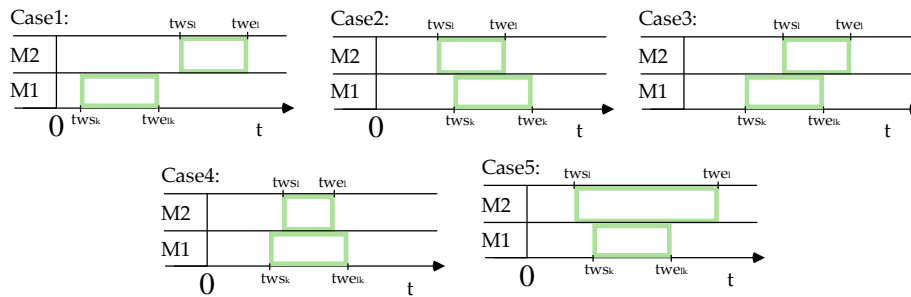 Case1:
tws_l twe_l
M2
M1
0 tws_k twe_lk t
Case2:
tws_l twe_l
M2
M1
0 tws_k twe_lk t
Case3:
tws_l twe_l
M2
M1
tws_k twe_lk t
Case4:
tws_l twe_l
M2
M1
0 tws_k twe_lk t
Case5:
tws_l twe_l
M2
M1
0 tws_k twe_lk t